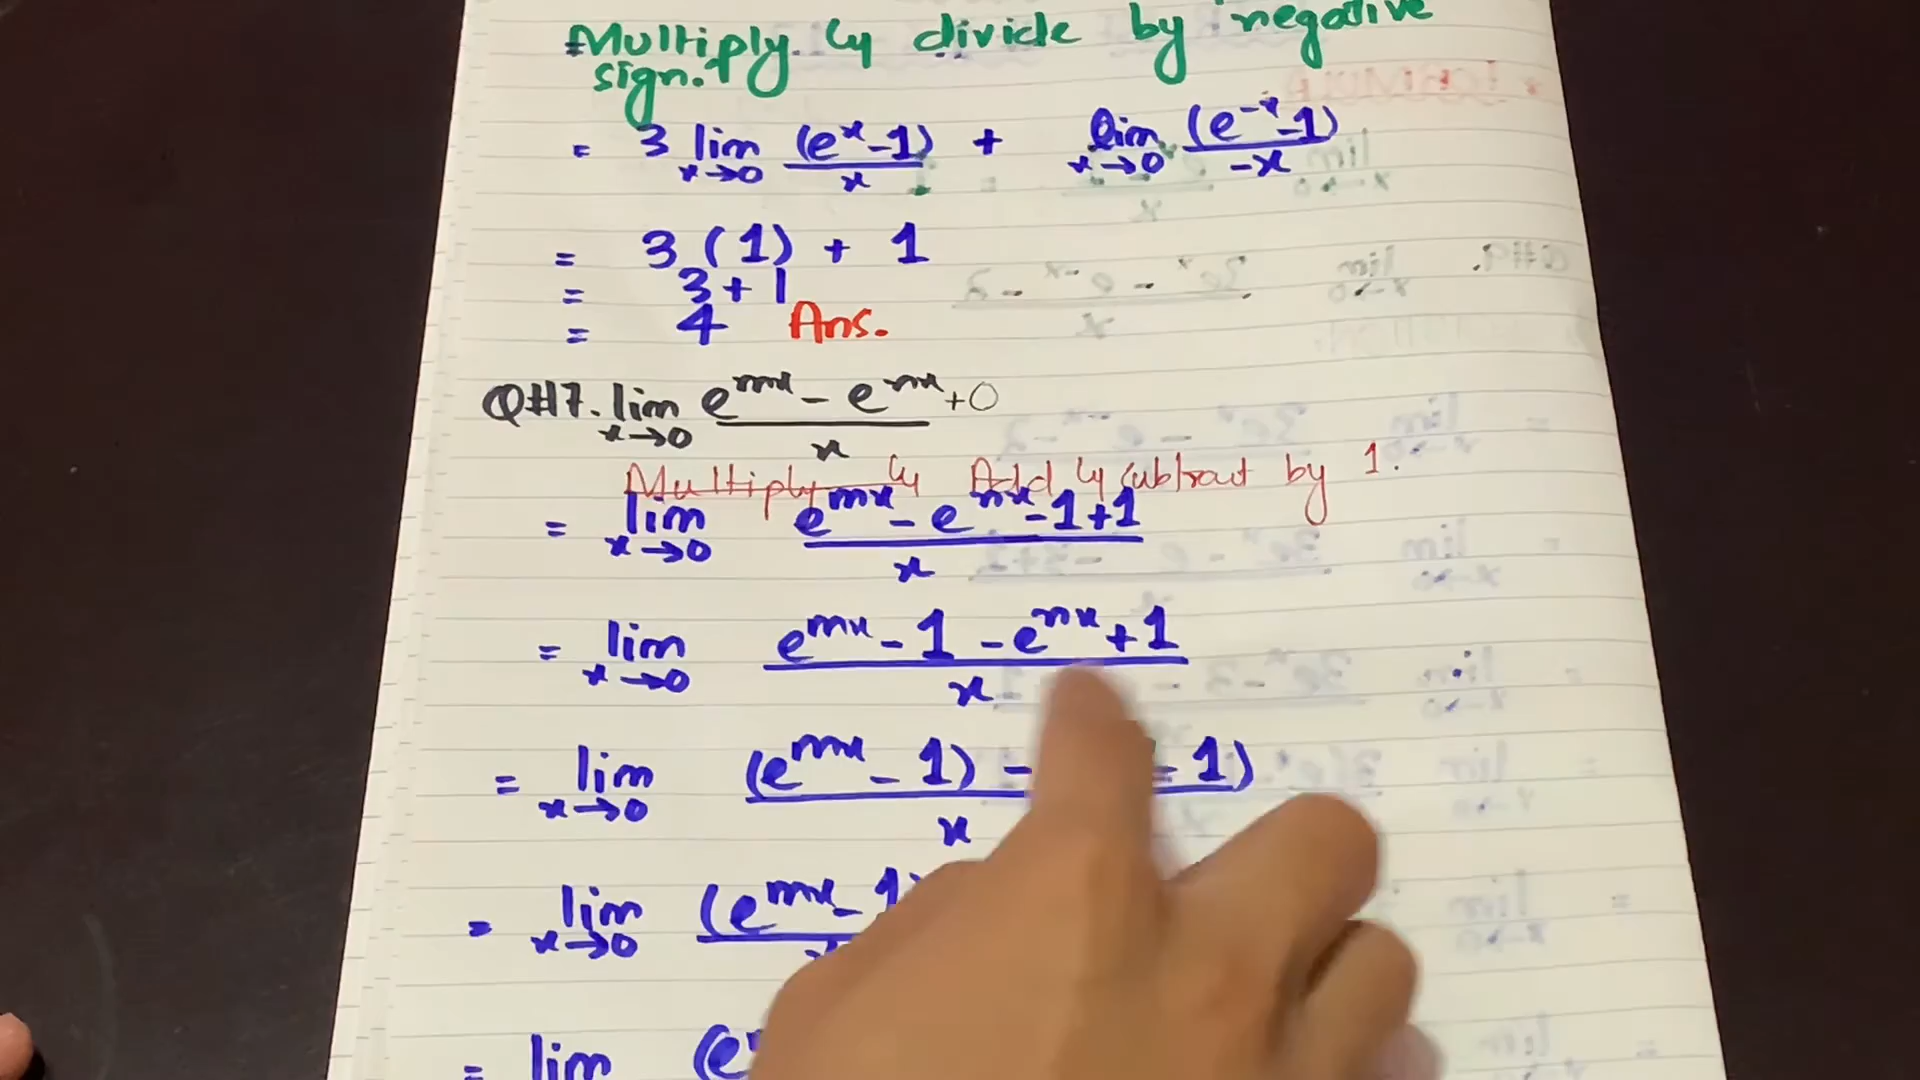 Multiply & divide by negative
sign.
= 3 lim x→0 (e^x - 1)/x + lim x→0 (e^-x - 1)/-x
= 3 (1) + 1
= 3 + 1
= 4 Ans.
Q#7. lim x→0 (e^mx - e^nx + 0)/x
Multiply & Add & subtract by 1.
= lim x→0 (e^mx - e^nx - 1 + 1)/x
= lim x→0 (e^mx - 1 - e^nx + 1)/x
= lim x→0 (e^mx - 1) - - 1)/x
= lim x→0 (e^mx - 1)
= lim (e